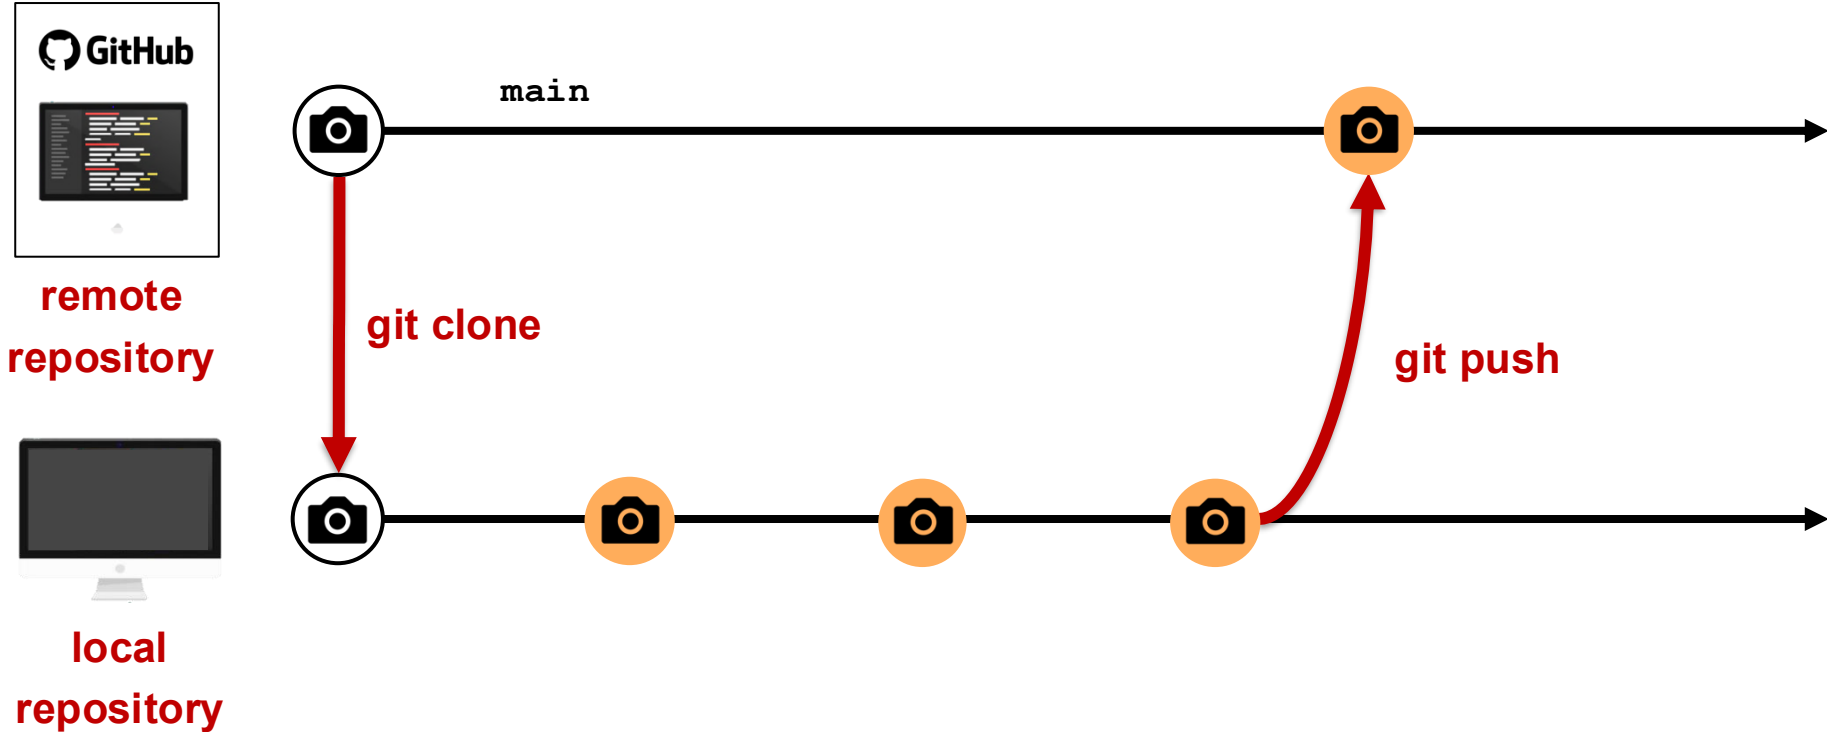 GitHub
main
remote
repository
git clone
git push
local
repository